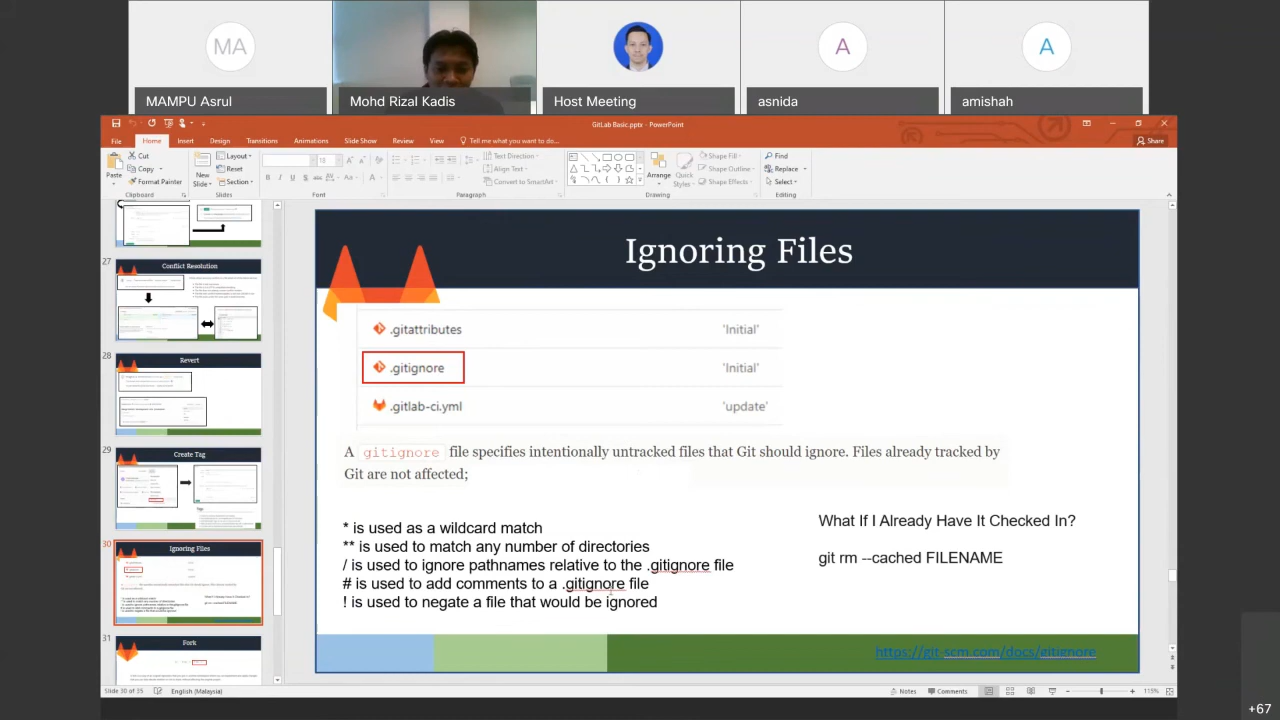 MA
A
A
MAMPU Asrul
Mohd Rizal Kadis
Host Meeting
asnida
amishah
GitLab Basic.pptx - PowerPoint
File
Home
Insert
Design
Transitions
Animations
Slide Show
Review
View
Tell me what you want to do...
Share
Paste
Cut
Copy
Format Painter
Clipboard
New
Slide
Layout
Reset
Section
Slides
18
Font
Text Direction
Align Text
Convert to SmartArt
Paragraph
Arrange
Quick
Styles
Shape Fill
Shape Outline
Shape Effects
Drawing
Find
Replace
Select
Editing
27
Conflict Resolution
28
Revert
29
Create Tag
30
Ignoring Files
31
Fork
Ignoring Files
.gitattributes 'Initial'
.gitignore 'Initial'
.gitlab-ci.yml 'update'
A gitignore file specifies intentionally untracked files that Git should ignore. Files already tracked by
Git are not affected;
* is used as a wildcard match
** is used to match any number of directories
/ is used to ignore pathnames relative to the .gitignore file
# is used to add comments to a .gitignore file
! is used to negate a file that would be ignored
What If I Already Have It Checked In?
git rm --cached FILENAME
https://git-scm.com/docs/gitignore
Slide 30 of 35
English (Malaysia)
Notes
Comments
115%
+67